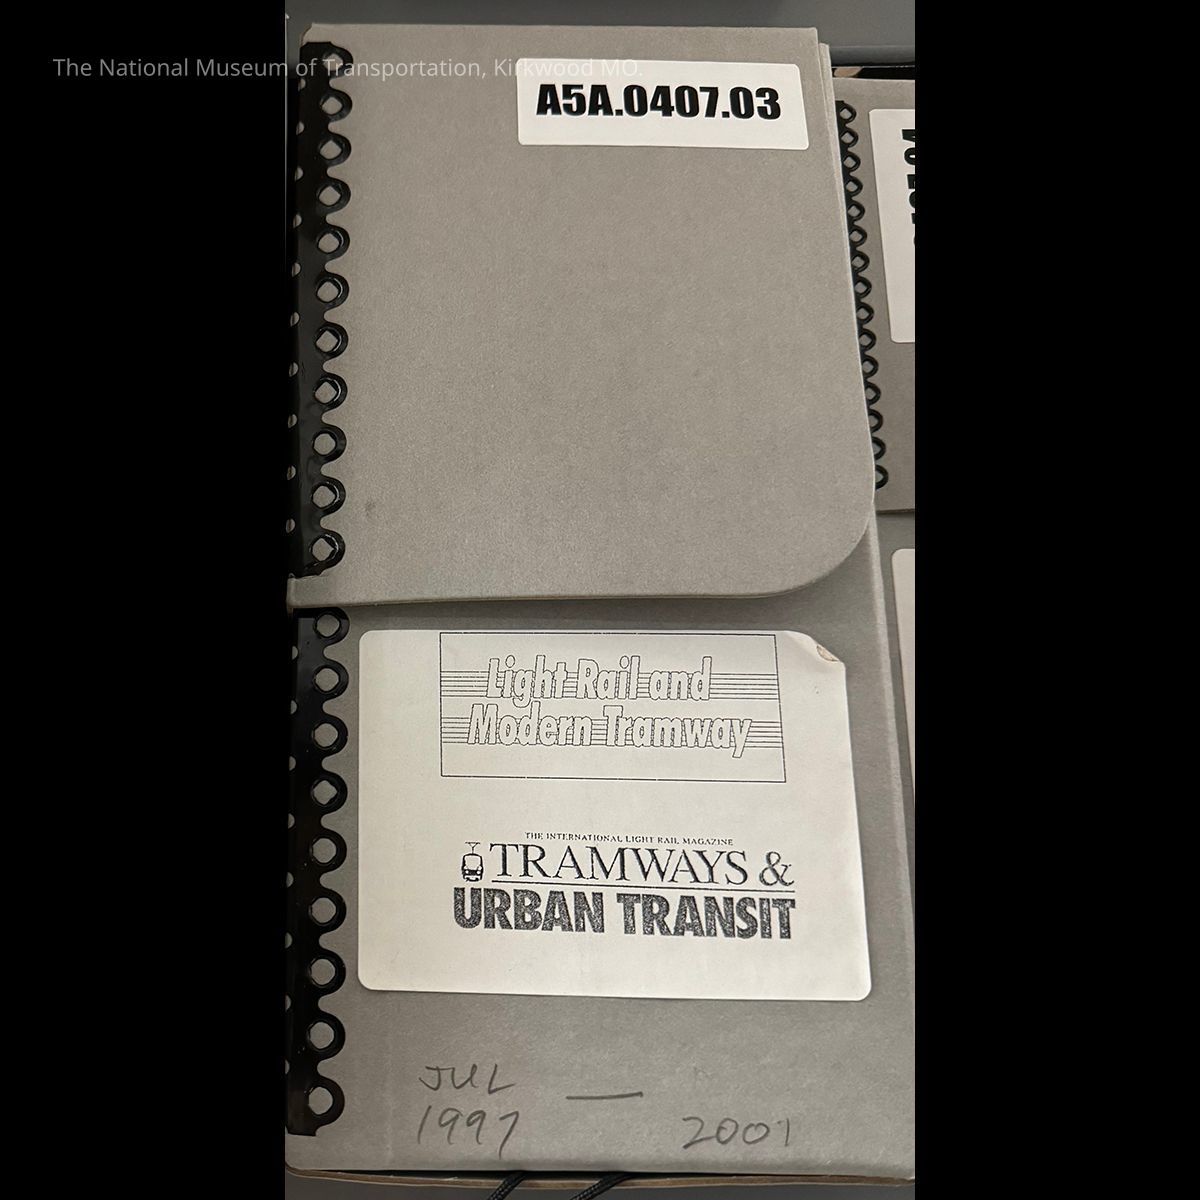 The National Museum of Transportation, Kirkwood MO.
A5A.0407.03
Light Rail and
Modern Tramway
THE INTERNATIONAL LIGHT RAIL MAGAZINE
TRAMWAYS &
URBAN TRANSIT
JUL —
1997 2001